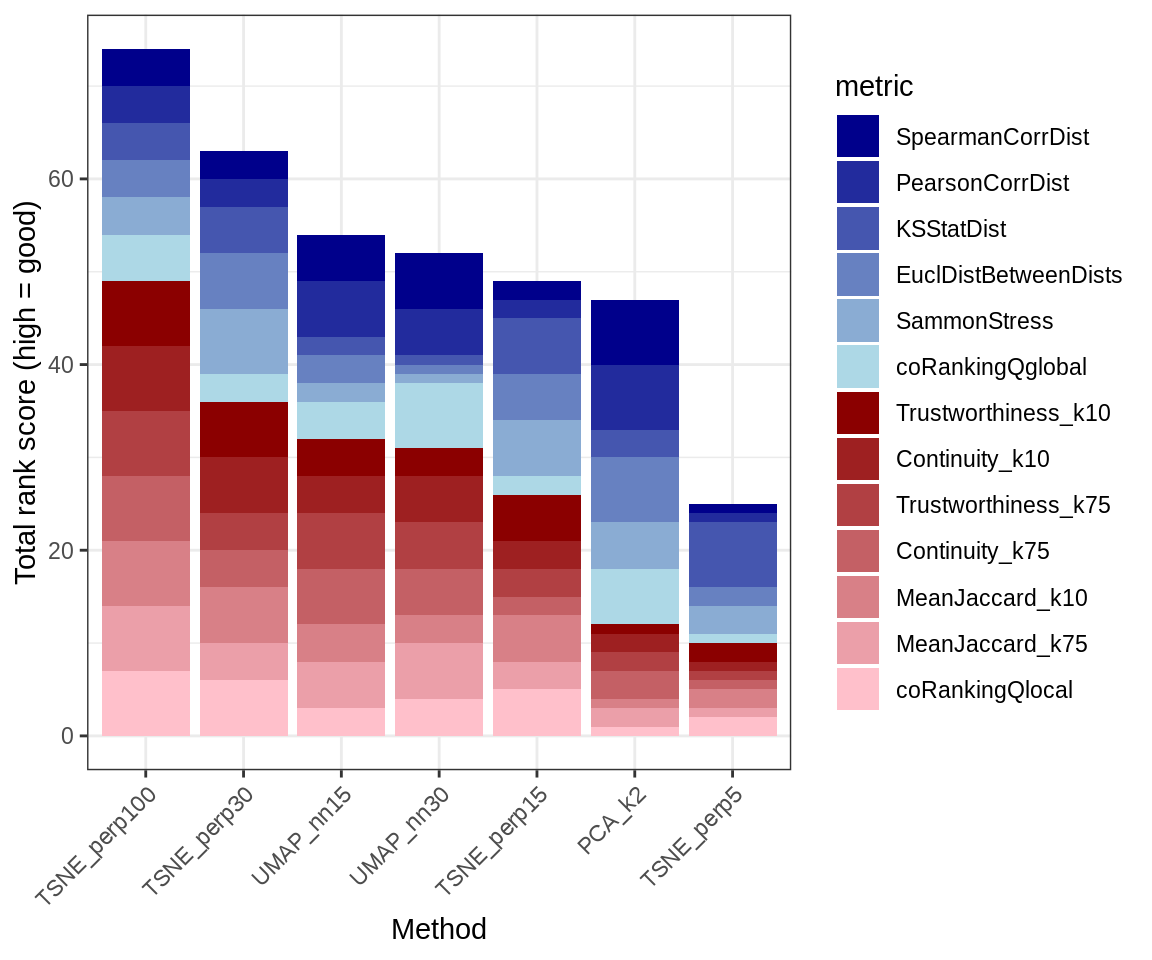 Total rank score (high = good)
60
40
20
0
TSNE_perp100
TSNE_perp30
UMAP_nn15
UMAP_nn30
TSNE_perp15
PCA_k2
TSNE_perp5
Method
metric
SpearmanCorrDist
PearsonCorrDist
KSStatDist
EuclDistBetweenDists
SammonStress
coRankingQglobal
Trustworthiness_k10
Continuity_k10
Trustworthiness_k75
Continuity_k75
MeanJaccard_k10
MeanJaccard_k75
coRankingQlocal